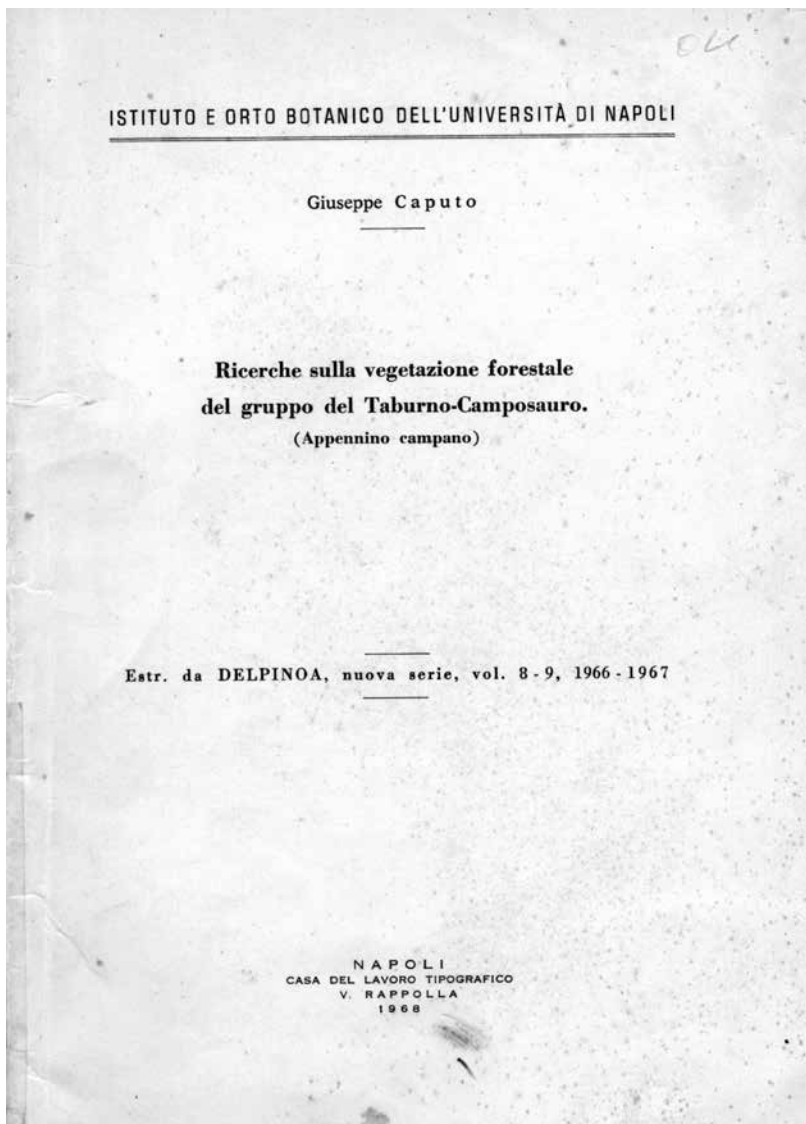 ISTITUTO E ORTO BOTANICO DELL'UNIVERSITÀ DI NAPOLI
Giuseppe Caputo
Ricerche sulla vegetazione forestale
del gruppo del Taburno-Camposauro.
(Appennino campano)
Estr. da DELPINOA, nuova serie, vol. 8-9, 1966-1967
NAPOLI
CASA DEL LAVORO TIPOGRAFICO
V. RAPPOLLA
1968